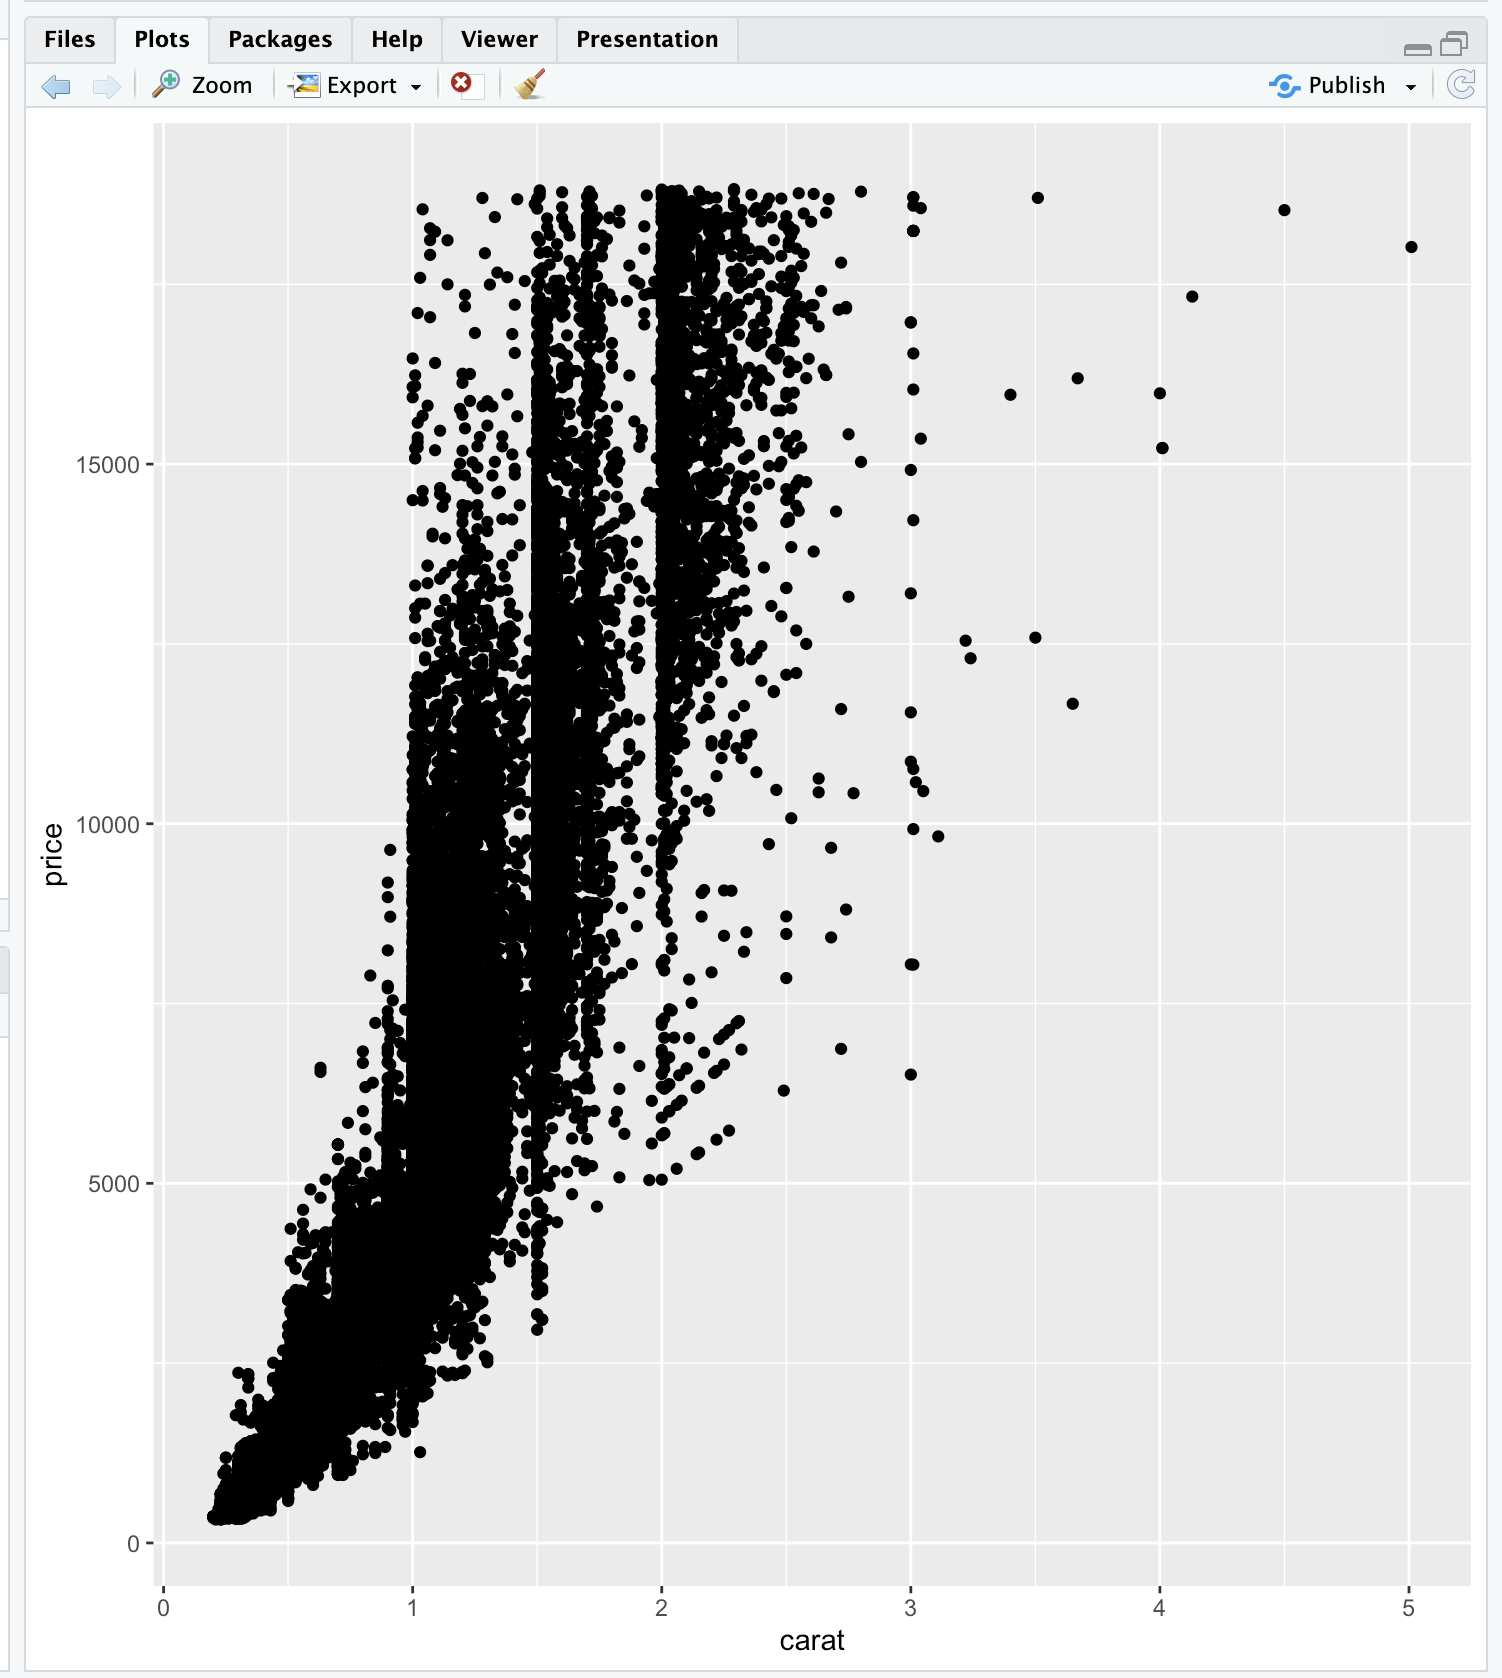 Files Plots Packages Help Viewer Presentation
Zoom Export Publish
15000
10000
5000
0
price
0 1 2 3 4 5
carat